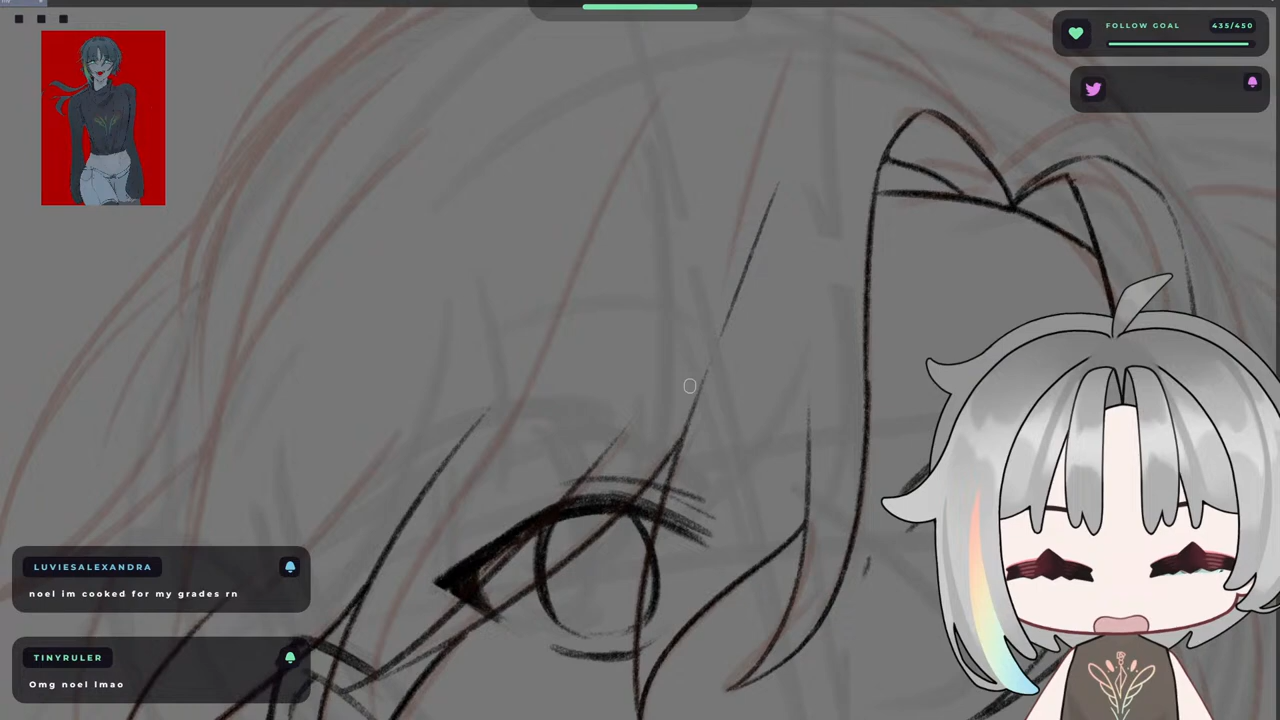 FOLLOW GOAL 435/450
LUVIESALEXANDRA
noel im cooked for my grades rn
TINYRULER
Omg noel lmao